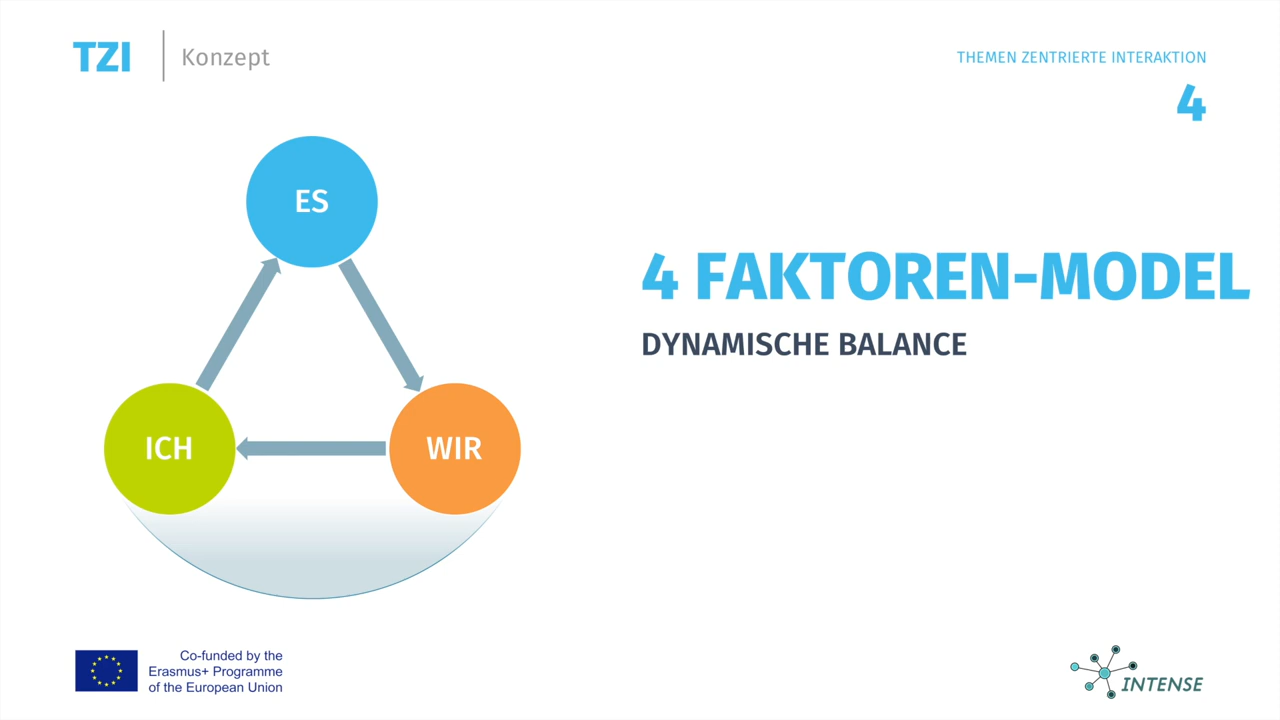 TZI
Konzept
THEMEN ZENTRIERTE INTERAKTION
4
ES
ICH
WIR
4 FAKTOREN-MODEL
DYNAMISCHE BALANCE
Co-funded by the
Erasmus+ Programme
of the European Union
INTENSE